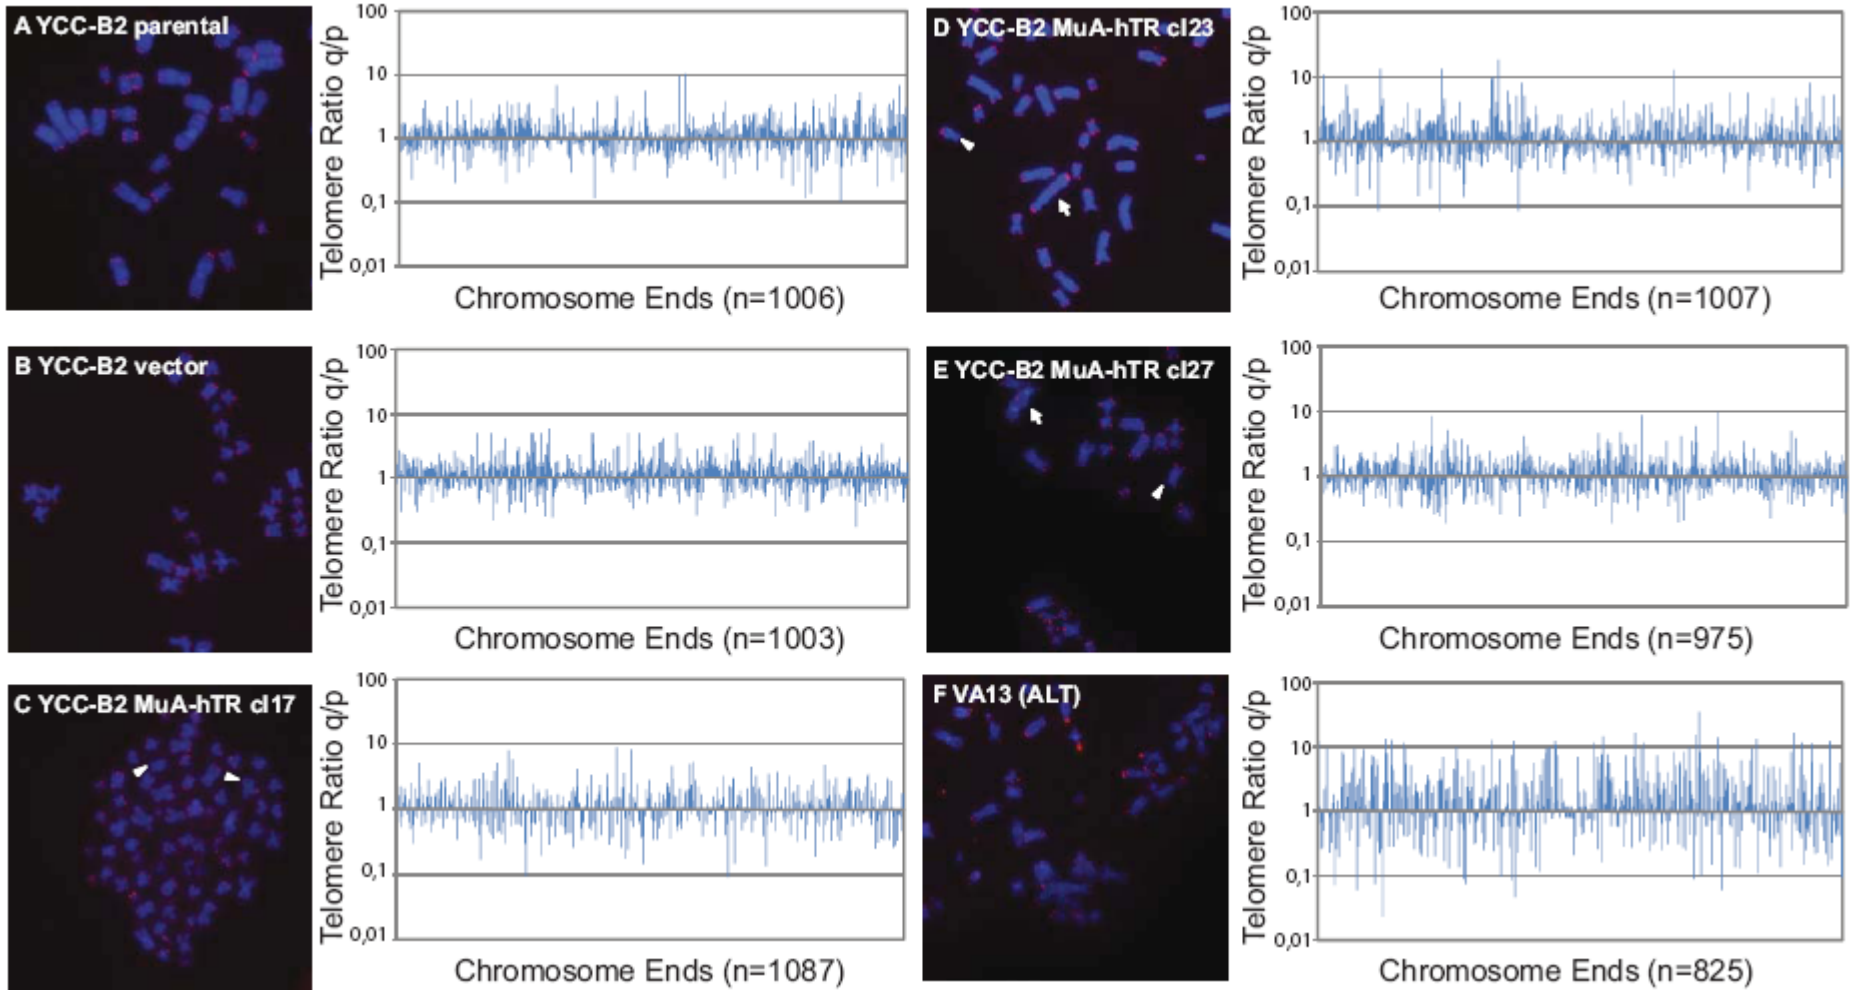 A YCC-B2 parental
Telomere Ratio q/p
100
10
1
0,1
0,01
Chromosome Ends (n=1006)
D YCC-B2 MuA-hTR cl23
Telomere Ratio q/p
100
10
1
0,1
0,01
Chromosome Ends (n=1007)
B YCC-B2 vector
Telomere Ratio q/p
100
10
1
0,1
0,01
Chromosome Ends (n=1003)
E YCC-B2 MuA-hTR cl27
Telomere Ratio q/p
100
10
1
0,1
0,01
Chromosome Ends (n=975)
C YCC-B2 MuA-hTR cl17
Telomere Ratio q/p
100
10
1
0,1
0,01
Chromosome Ends (n=1087)
F VA13 (ALT)
Telomere Ratio q/p
100
10
1
0,1
0,01
Chromosome Ends (n=825)